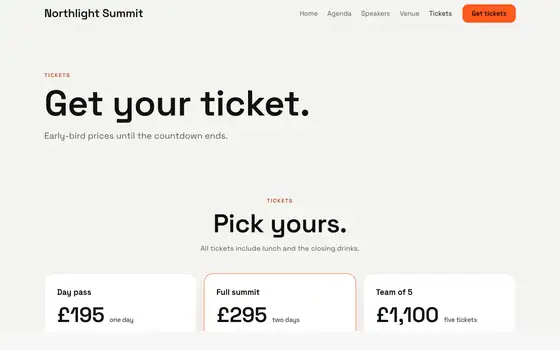 Northlight Summit
Home Agenda Speakers Venue Tickets Get tickets
TICKETS
Get your ticket.
Early-bird prices until the countdown ends.
TICKETS
Pick yours.
All tickets include lunch and the closing drinks.
Day pass
£195 one day
Full summit
£295 two days
Team of 5
£1,100 five tickets